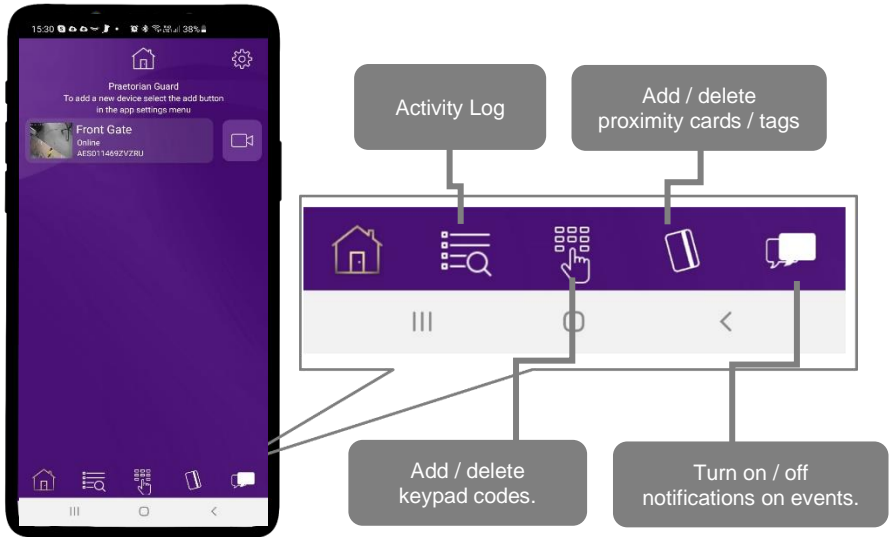 15:30
38%
Praetorian Guard
To add a new device select the add button
in the app settings menu
Front Gate
Online
AES011469ZVZRU
Activity Log
Add / delete
proximity cards / tags
Add / delete
keypad codes.
Turn on / off
notifications on events.